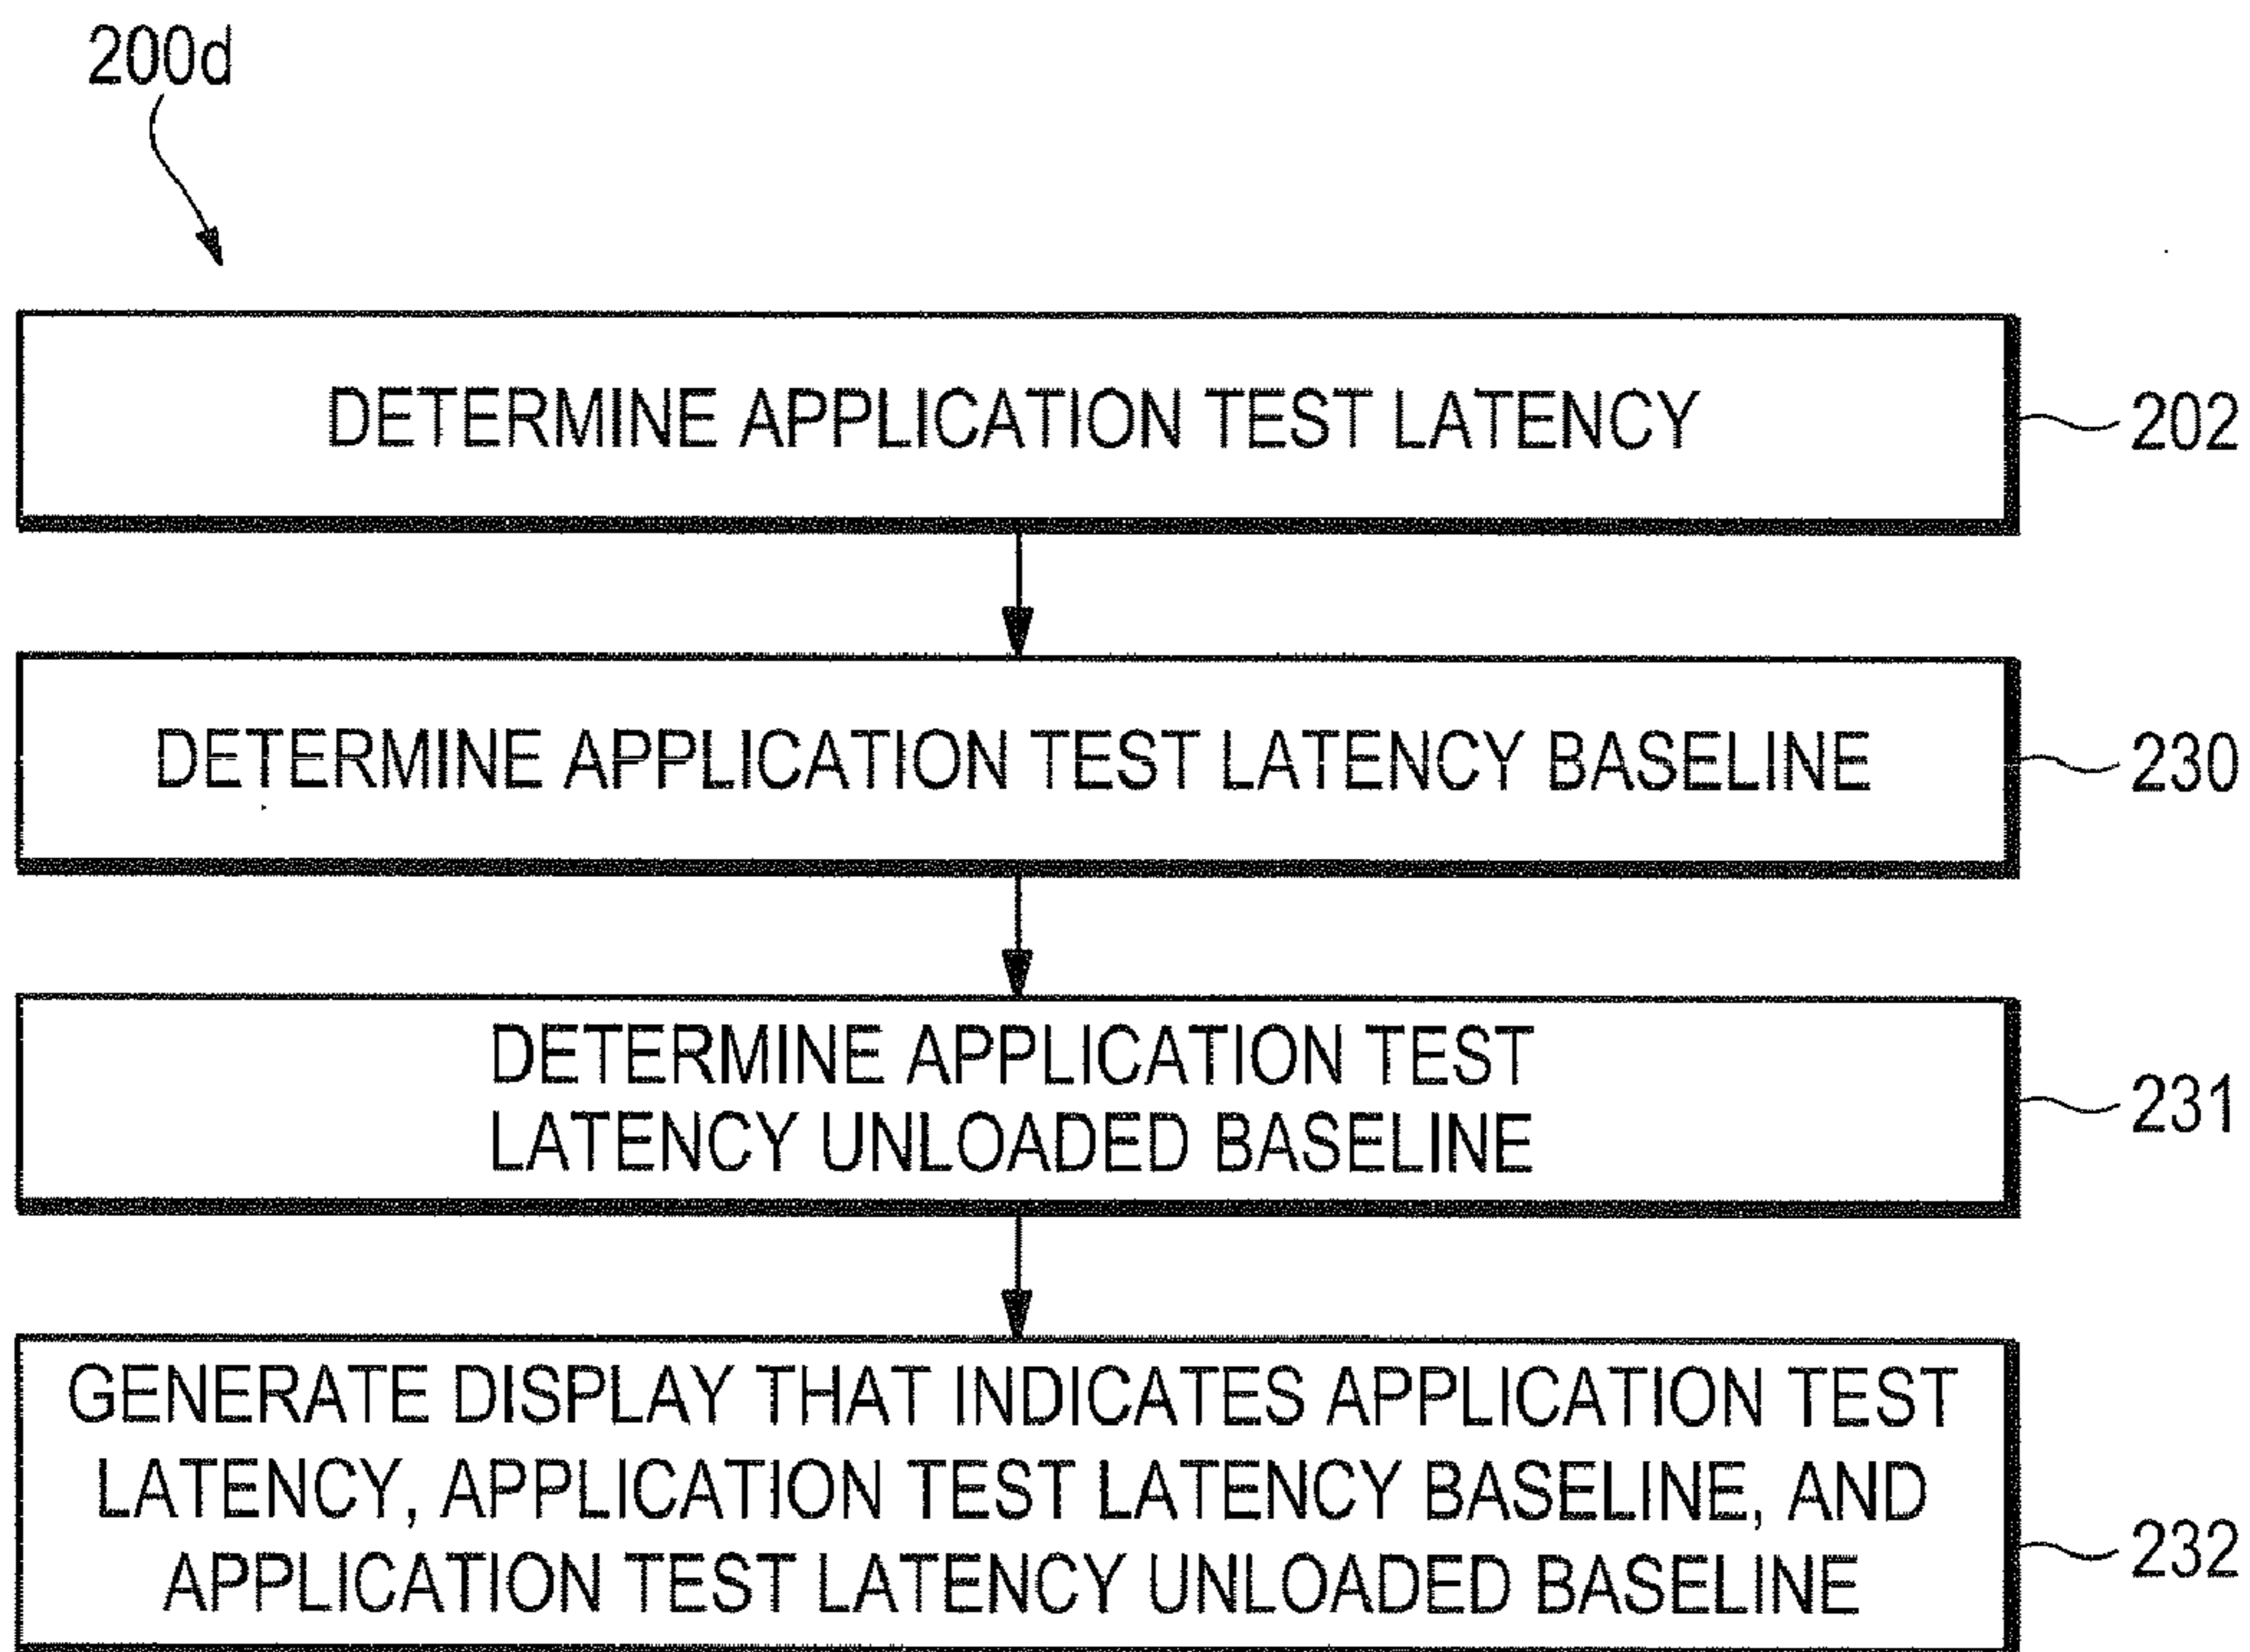 200d
DETERMINE APPLICATION TEST LATENCY
202
DETERMINE APPLICATION TEST LATENCY BASELINE
230
DETERMINE APPLICATION TEST
LATENCY UNLOADED BASELINE
231
GENERATE DISPLAY THAT INDICATES APPLICATION TEST
LATENCY, APPLICATION TEST LATENCY BASELINE, AND
APPLICATION TEST LATENCY UNLOADED BASELINE
232